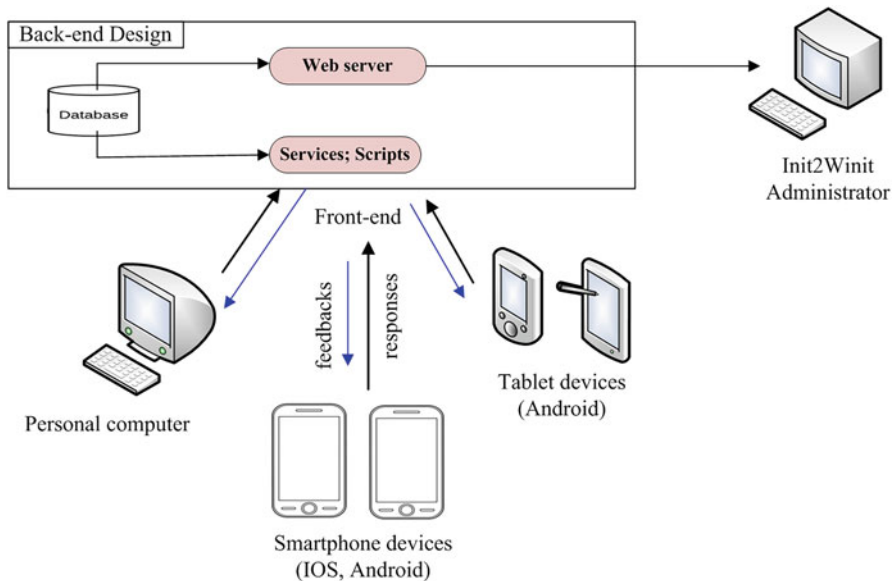 Back-end Design
Web server
Database
Services; Scripts
Init2Winit
Administrator
Front-end
feedbacks
responses
Personal computer
Tablet devices
(Android)
Smartphone devices
(IOS, Android)